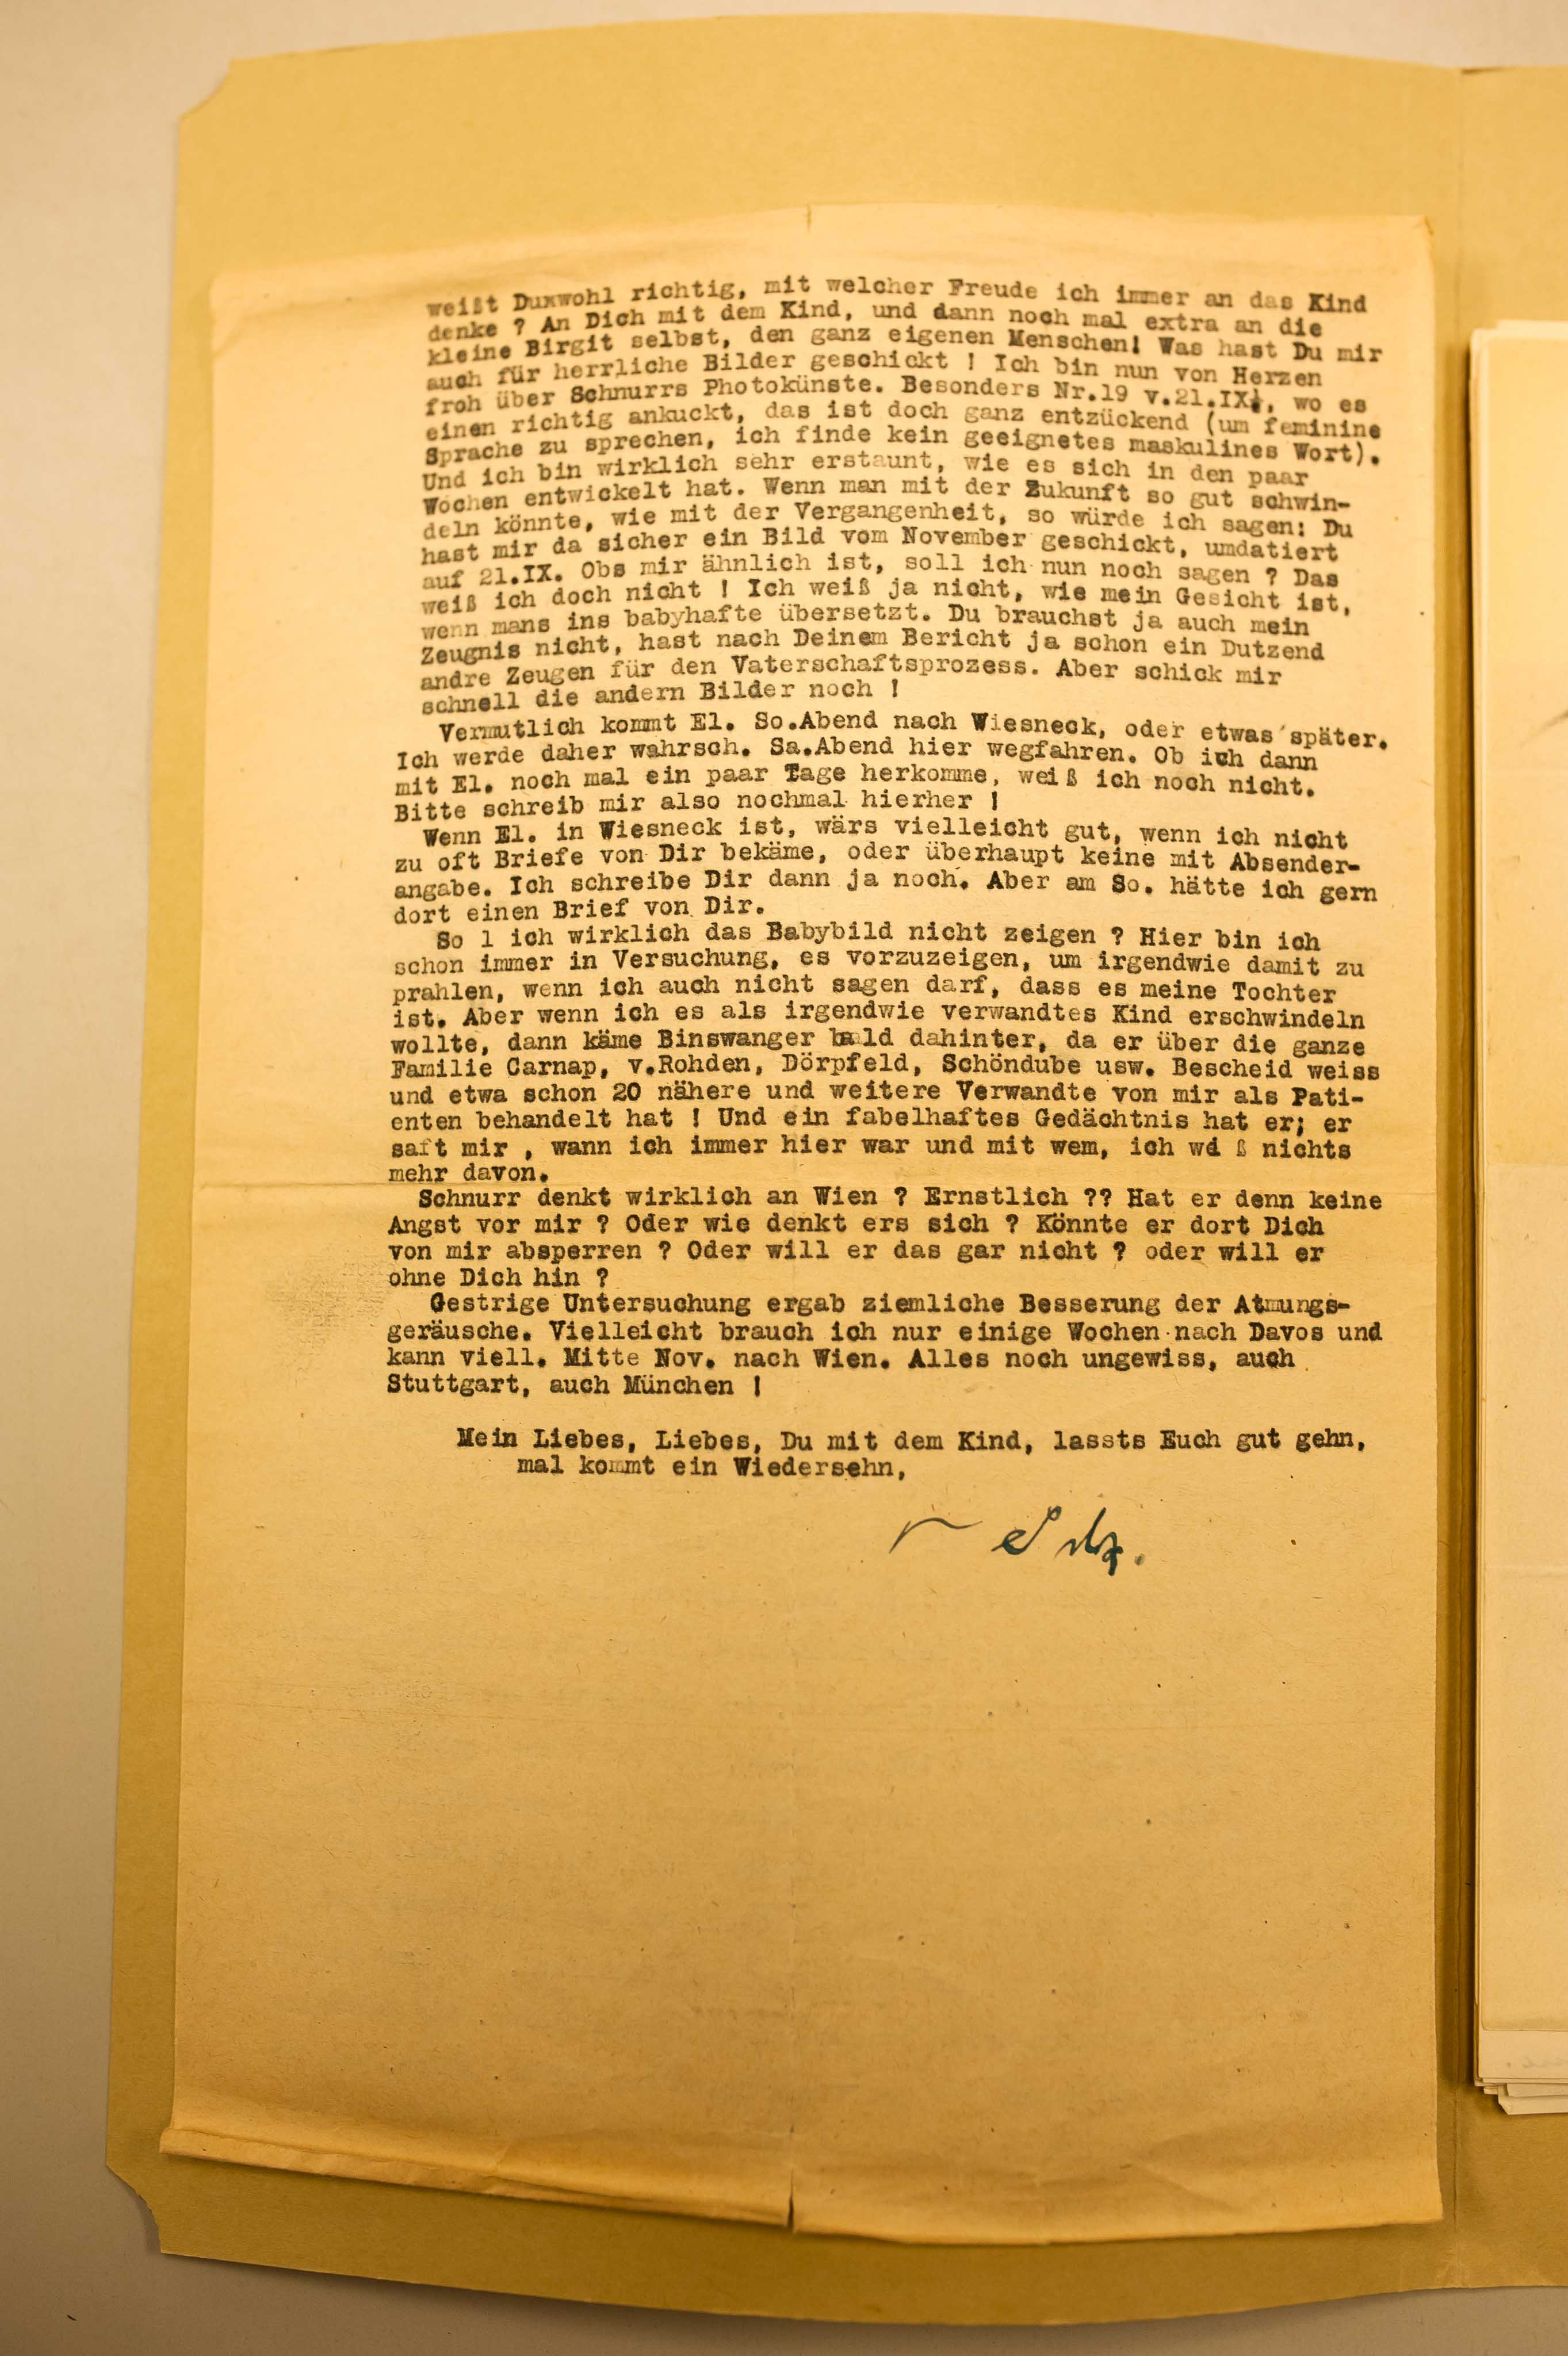 weißt Duxwohl richtig, mit welcher Freude ich immer an das Kind
denke ? An Dich mit dem Kind, und dann noch mal extra an die
kleine Birgit selbst, den ganz eigenen Menschen! Was hast Du mir
auch für herrliche Bilder geschickt ! Ich bin nun von Herzen
froh über Schnurrs Photokünste. Besonders Nr.19 v.21.IX., wo es
einen richtig ankuckt, das ist doch ganz entzückend (um feminine
Sprache zu sprechen, ich finde kein geeignetes maskulines Wort).
Und ich bin wirklich sehr erstaunt, wie es sich in den paar
Wochen entwickelt hat. Wenn man mit der Zukunft so gut schwin-
deln könnte, wie mit der Vergangenheit, so würde ich sagen: Du
hast mir da sicher ein Bild vom November geschickt, umdatiert
auf 21.IX. Obs mir ähnlich ist, soll ich nun noch sagen ? Das
weiß ich doch nicht ! Ich weiß ja nicht, wie mein Gesicht ist,
wenn mans ins babyhafte übersetzt. Du brauchst ja auch mein
Zeugnis nicht, hast nach Deinem Bericht ja schon ein Dutzend
andre Zeugen für den Vaterschaftsprozess. Aber schick mir
schnell die andern Bilder noch !
Vermutlich kommt El. So.Abend nach Wiesneck, oder etwas später.
Ich werde daher wahrsch. Sa.Abend hier wegfahren. Ob ich dann
mit El. noch mal ein paar Tage herkomme, weiß ich noch nicht.
Bitte schreib mir also nochmal hierher !
Wenn El. in Wiesneck ist, wärs vielleicht gut, wenn ich nicht
zu oft Briefe von Dir bekäme, oder überhaupt keine mit Absender-
angabe. Ich schreibe Dir dann ja noch. Aber am So. hätte ich gern
dort einen Brief von Dir.
So l ich wirklich das Babybild nicht zeigen ? Hier bin ich
schon immer in Versuchung, es vorzuzeigen, um irgendwie damit zu
prahlen, wenn ich auch nicht sagen darf, dass es meine Tochter
ist. Aber wenn ich es als irgendwie verwandtes Kind erschwindeln
wollte, dann käme Binswanger bald dahinter, da er über die ganze
Familie Carnap, v.Rohden, Dörpfeld, Schöndube usw. Bescheid weiss
und etwa schon 20 nähere und weitere Verwandte von mir als Pati-
enten behandelt hat ! Und ein fabelhaftes Gedächtnis hat er; er
saft mir , wann ich immer hier war und mit wem, ich wei ß nichts
mehr davon.
Schnurr denkt wirklich an Wien ? Ernstlich ?? Hat er denn keine
Angst vor mir ? Oder wie denkt ers sich ? Könnte er dort Dich
von mir absperren ? Oder will er das gar nicht ? oder will er
ohne Dich hin ?
Gestrige Untersuchung ergab ziemliche Besserung der Atmungs-
geräusche. Vielleicht brauch ich nur einige Wochen nach Davos und
kann viell. Mitte Nov. nach Wien. Alles noch ungewiss, auch
Stuttgart, auch München !
Mein Liebes, Liebes, Du mit dem Kind, lassts Euch gut gehn,
mal kommt ein Wiedersehn,